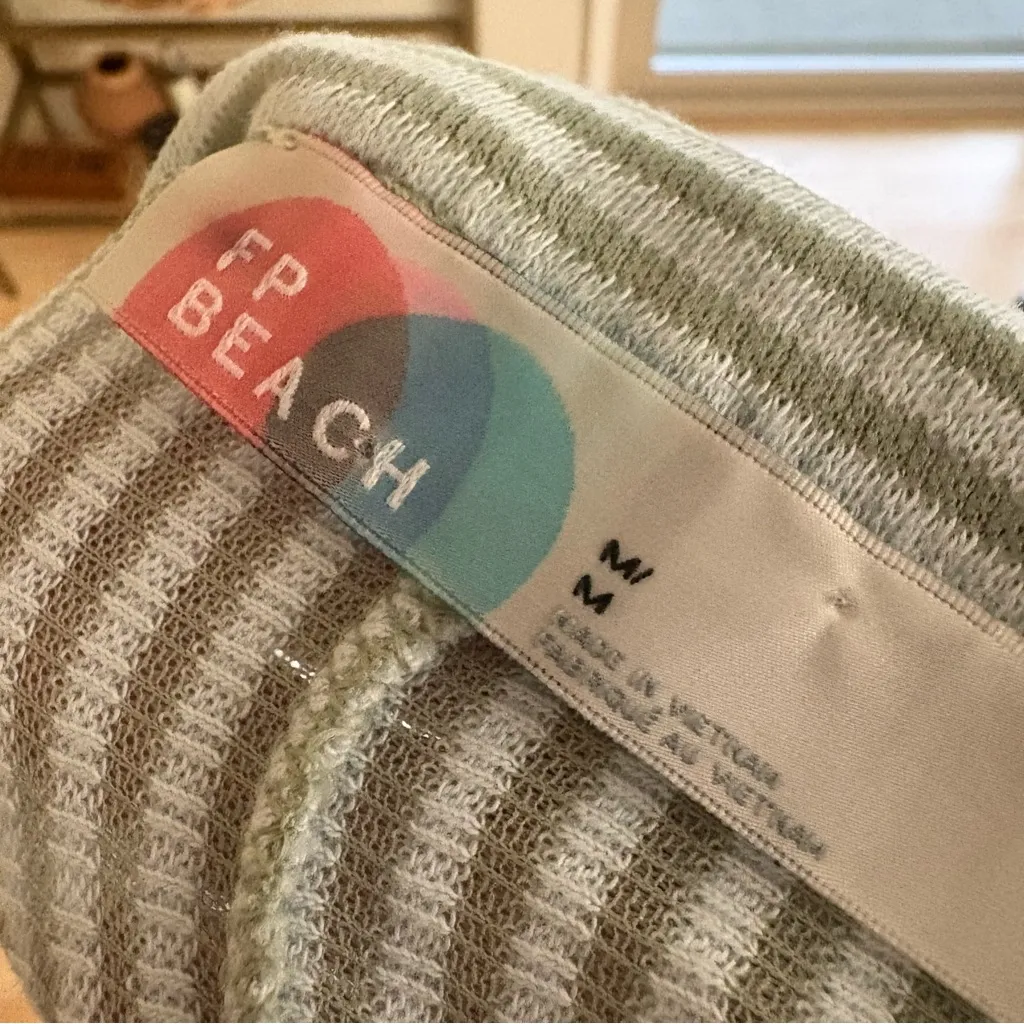 FP
BEACH
M/
M
MADE IN VIETNAM
FABRIQUÉ AU VIETNAM